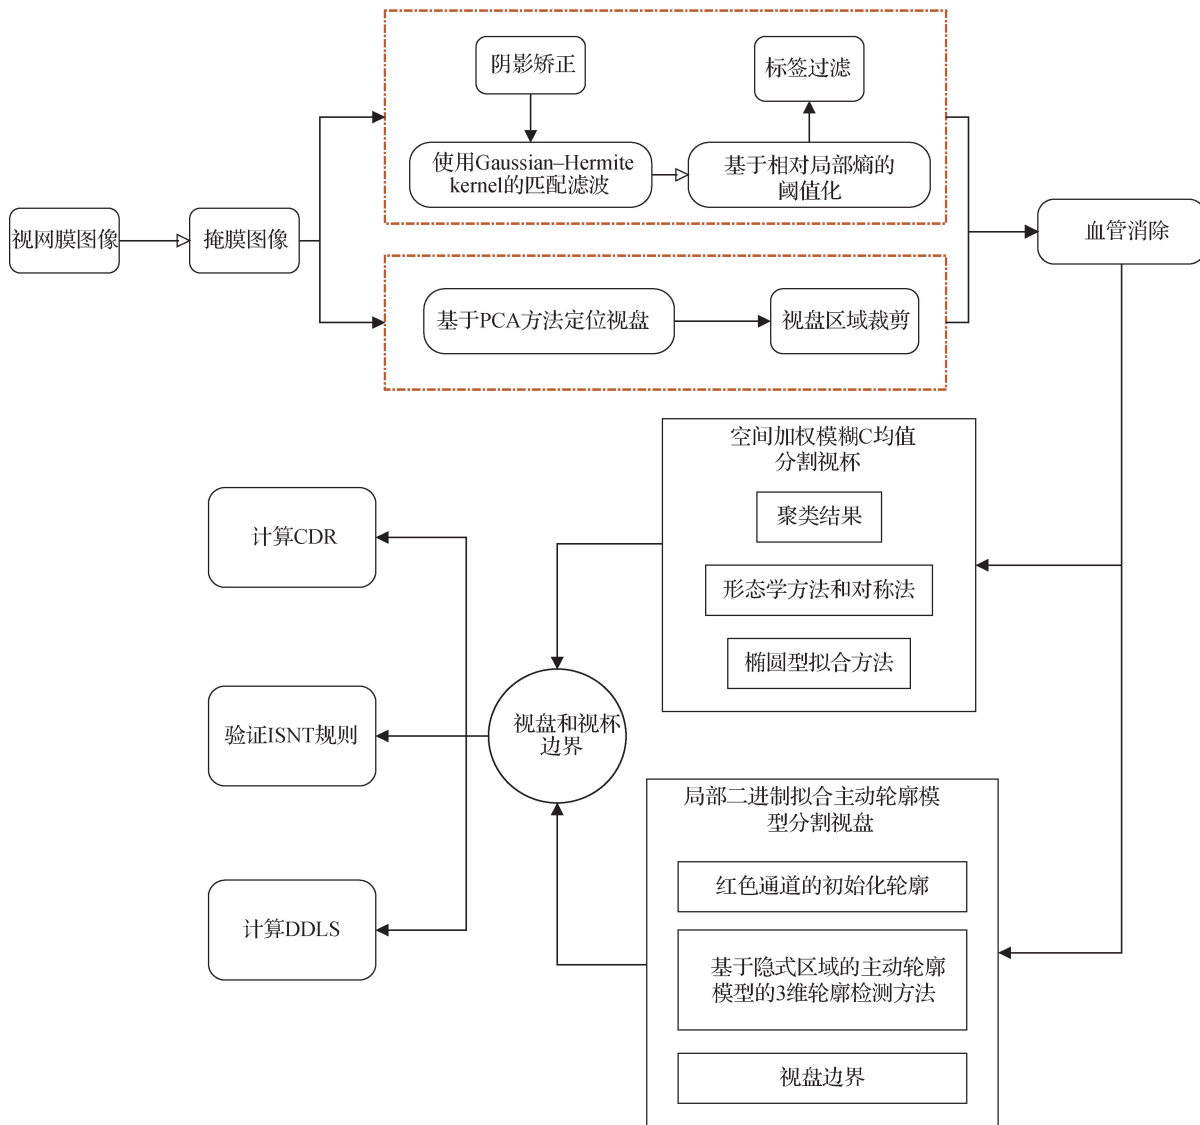 阴影矫正
标签过滤
使用Gaussian–Hermite
kernel的匹配滤波
基于相对局部熵的
阈值化
视网膜图像
掩膜图像
血管消除
基于PCA方法定位视盘
视盘区域裁剪
空间加权模糊C均值
分割视杯
聚类结果
形态学方法和对称法
椭圆型拟合方法
计算CDR
验证ISNT规则
计算DDLS
视盘和视杯
边界
局部二进制拟合主动轮廓模
型分割视盘
红色通道的初始化轮廓
基于隐式区域的主动轮廓
模型的3维轮廓检测方法
视盘边界